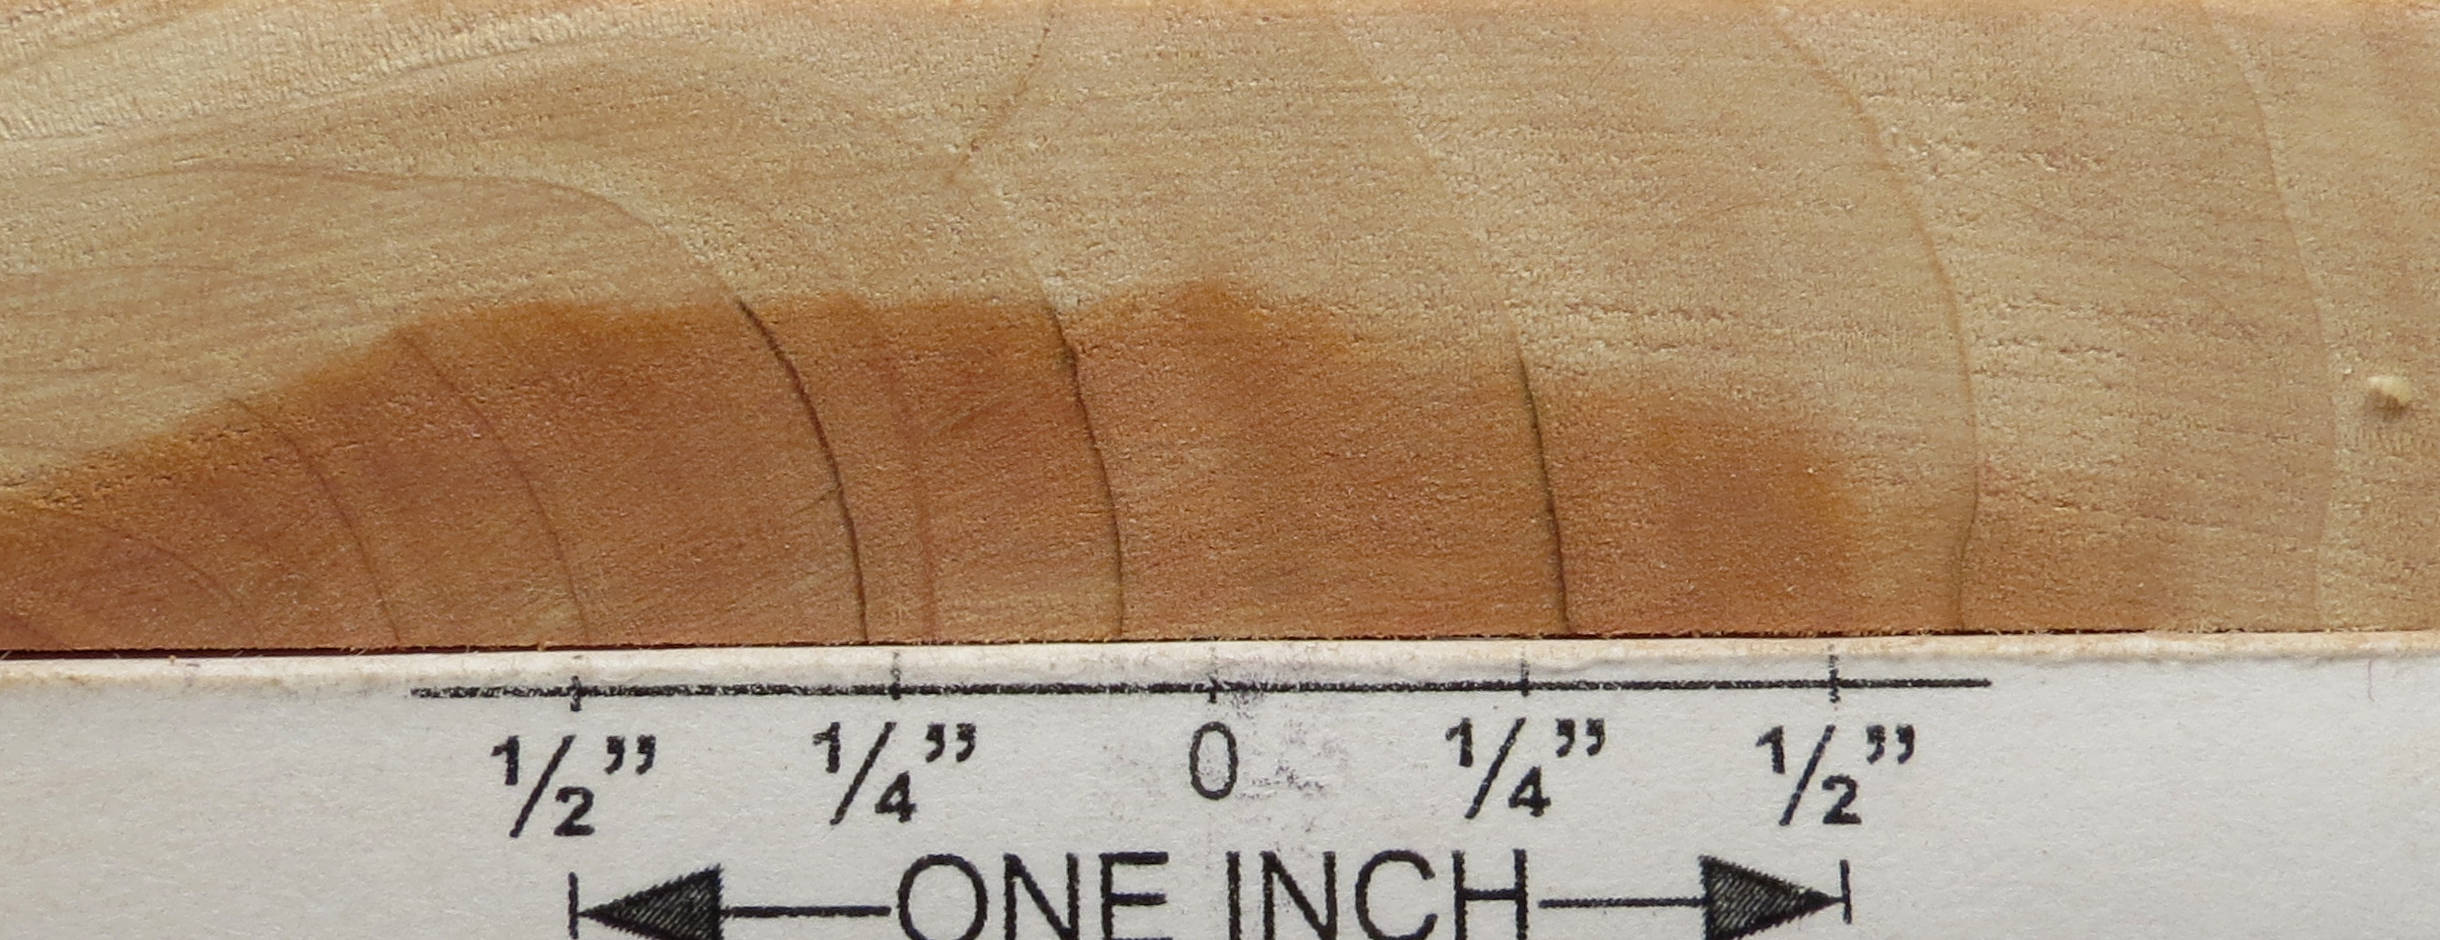 1/2” 1/4” 0 1/4” 1/2”
ONE INCH